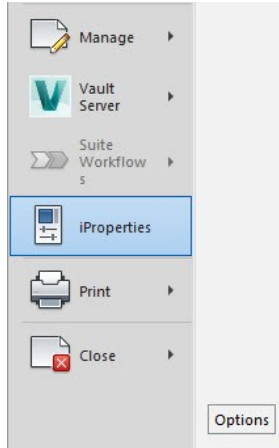 Manage
Vault
Server
Suite
Workflow
s
iProperties
Print
Close
Options